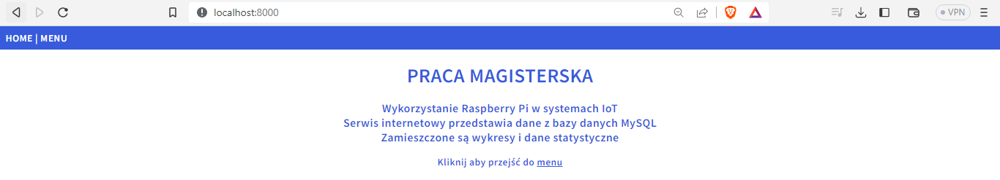 localhost:8000
VPN
HOME | MENU
PRACA MAGISTERSKA
Wykorzystanie Raspberry Pi w systemach IoT
Serwis internetowy przedstawia dane z bazy danych MySQL
Zamieszczone są wykresy i dane statystyczne
Kliknij aby przejść do menu